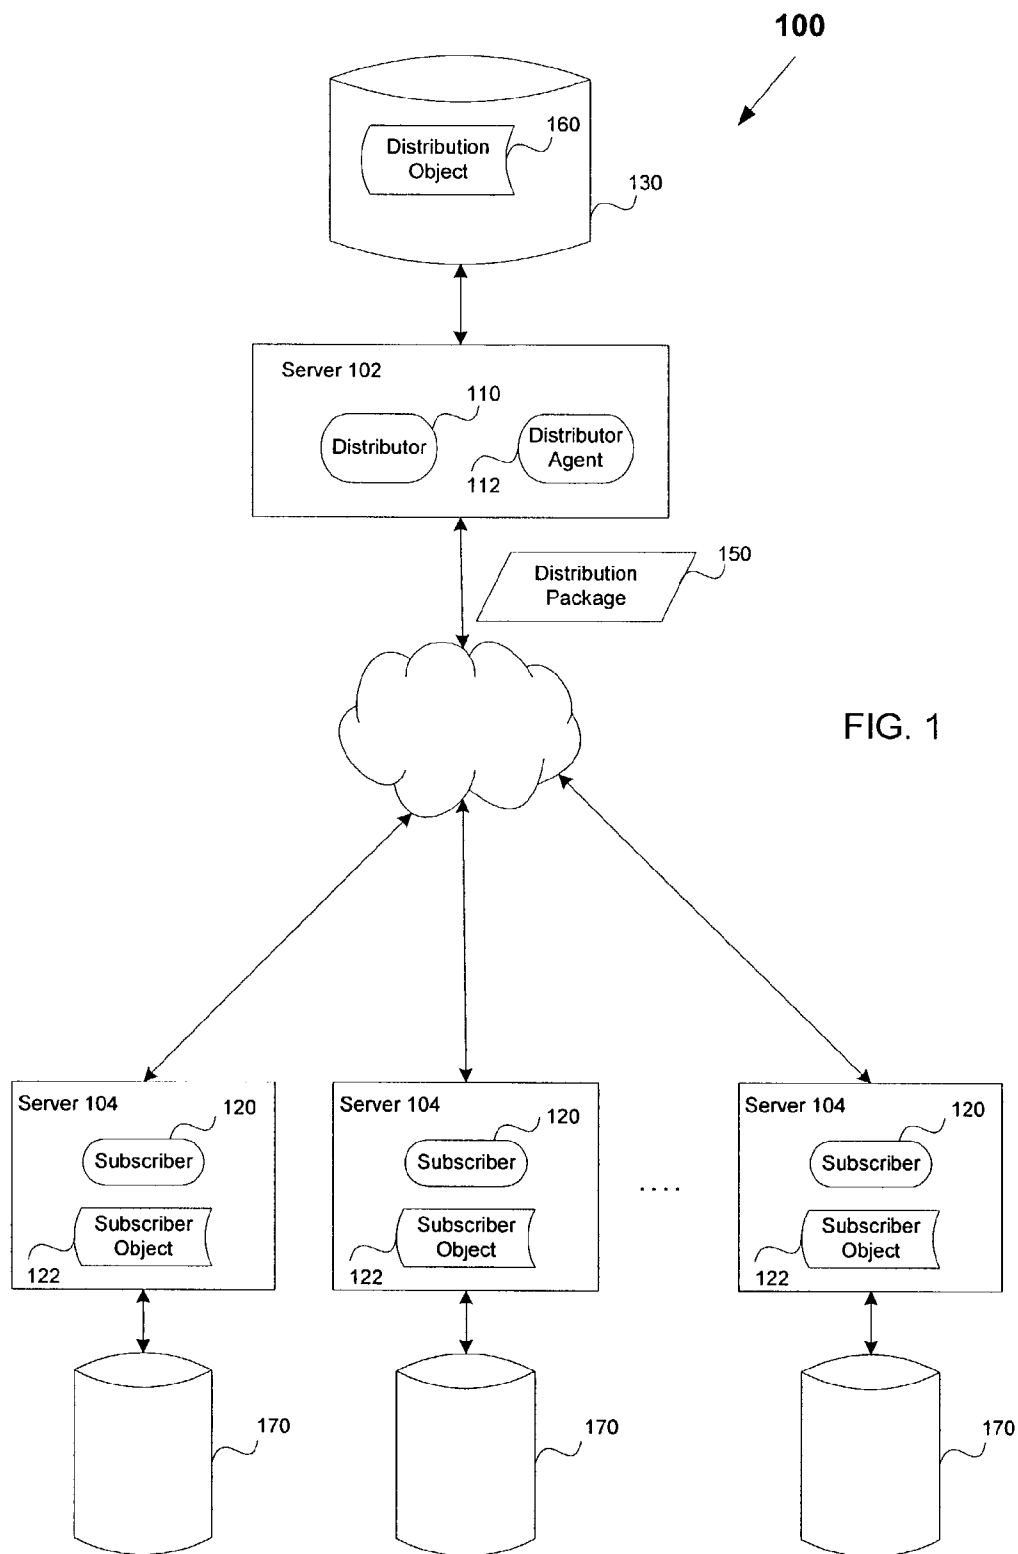 100
Distribution
Object
160
130
Server 102
110
Distributor
Distributor
Agent
112
150
Distribution
Package
FIG. 1
Server 104
120
Subscriber
Subscriber
Object
122
Server 104
120
Subscriber
Subscriber
Object
122
....
Server 104
120
Subscriber
Subscriber
Object
122
170
170
170